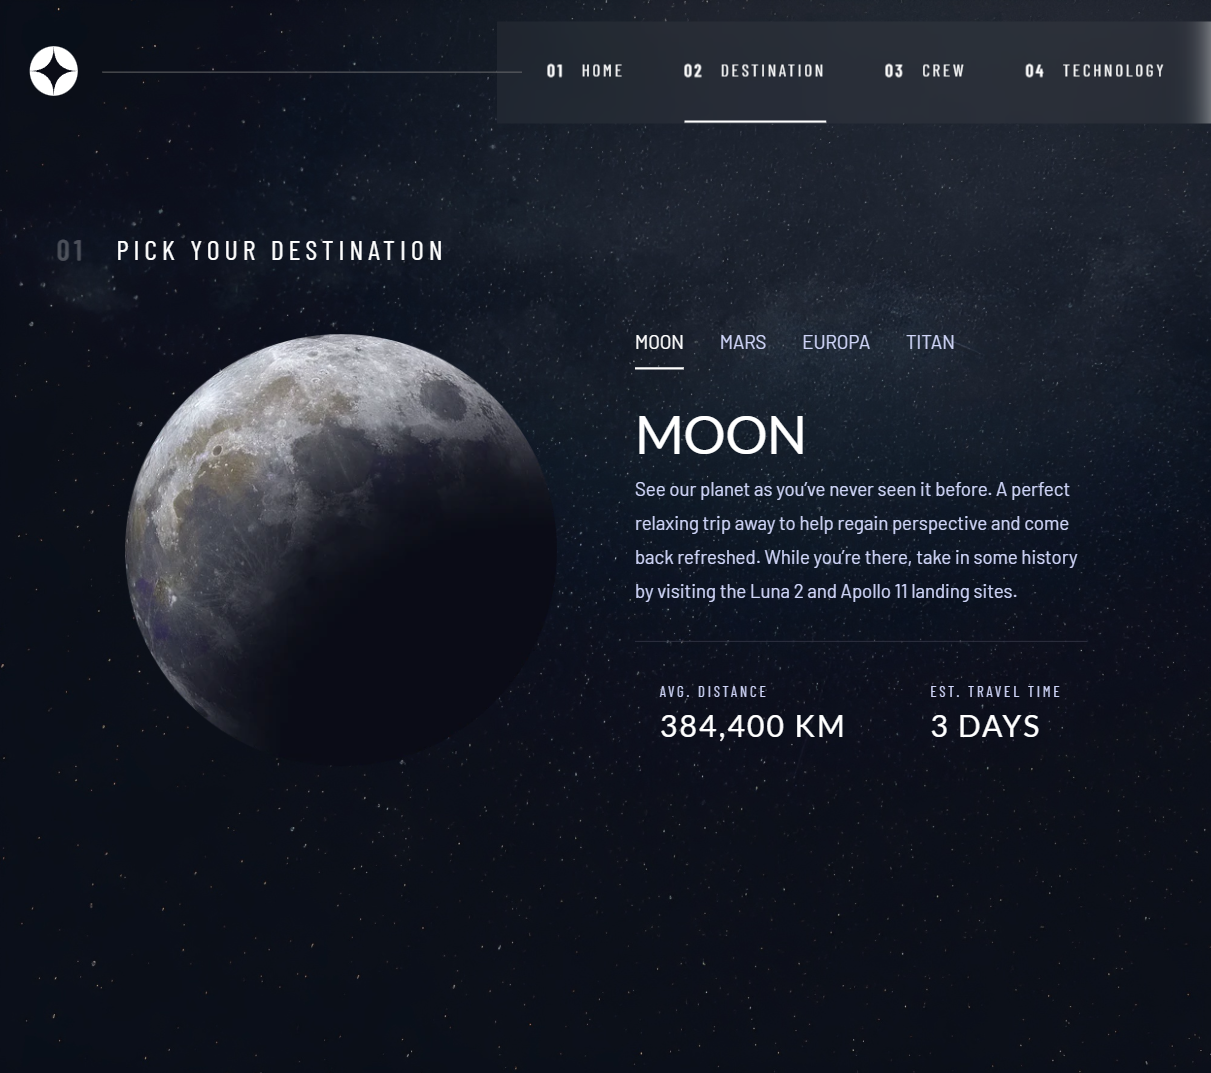 01 HOME 02 DESTINATION 03 CREW 04 TECHNOLOGY
01 PICK YOUR DESTINATION
MOON MARS EUROPA TITAN
MOON
See our planet as you’ve never seen it before. A perfect
relaxing trip away to help regain perspective and come
back refreshed. While you’re there, take in some history
by visiting the Luna 2 and Apollo 11 landing sites.
AVG. DISTANCE EST. TRAVEL TIME
384,400 KM 3 DAYS